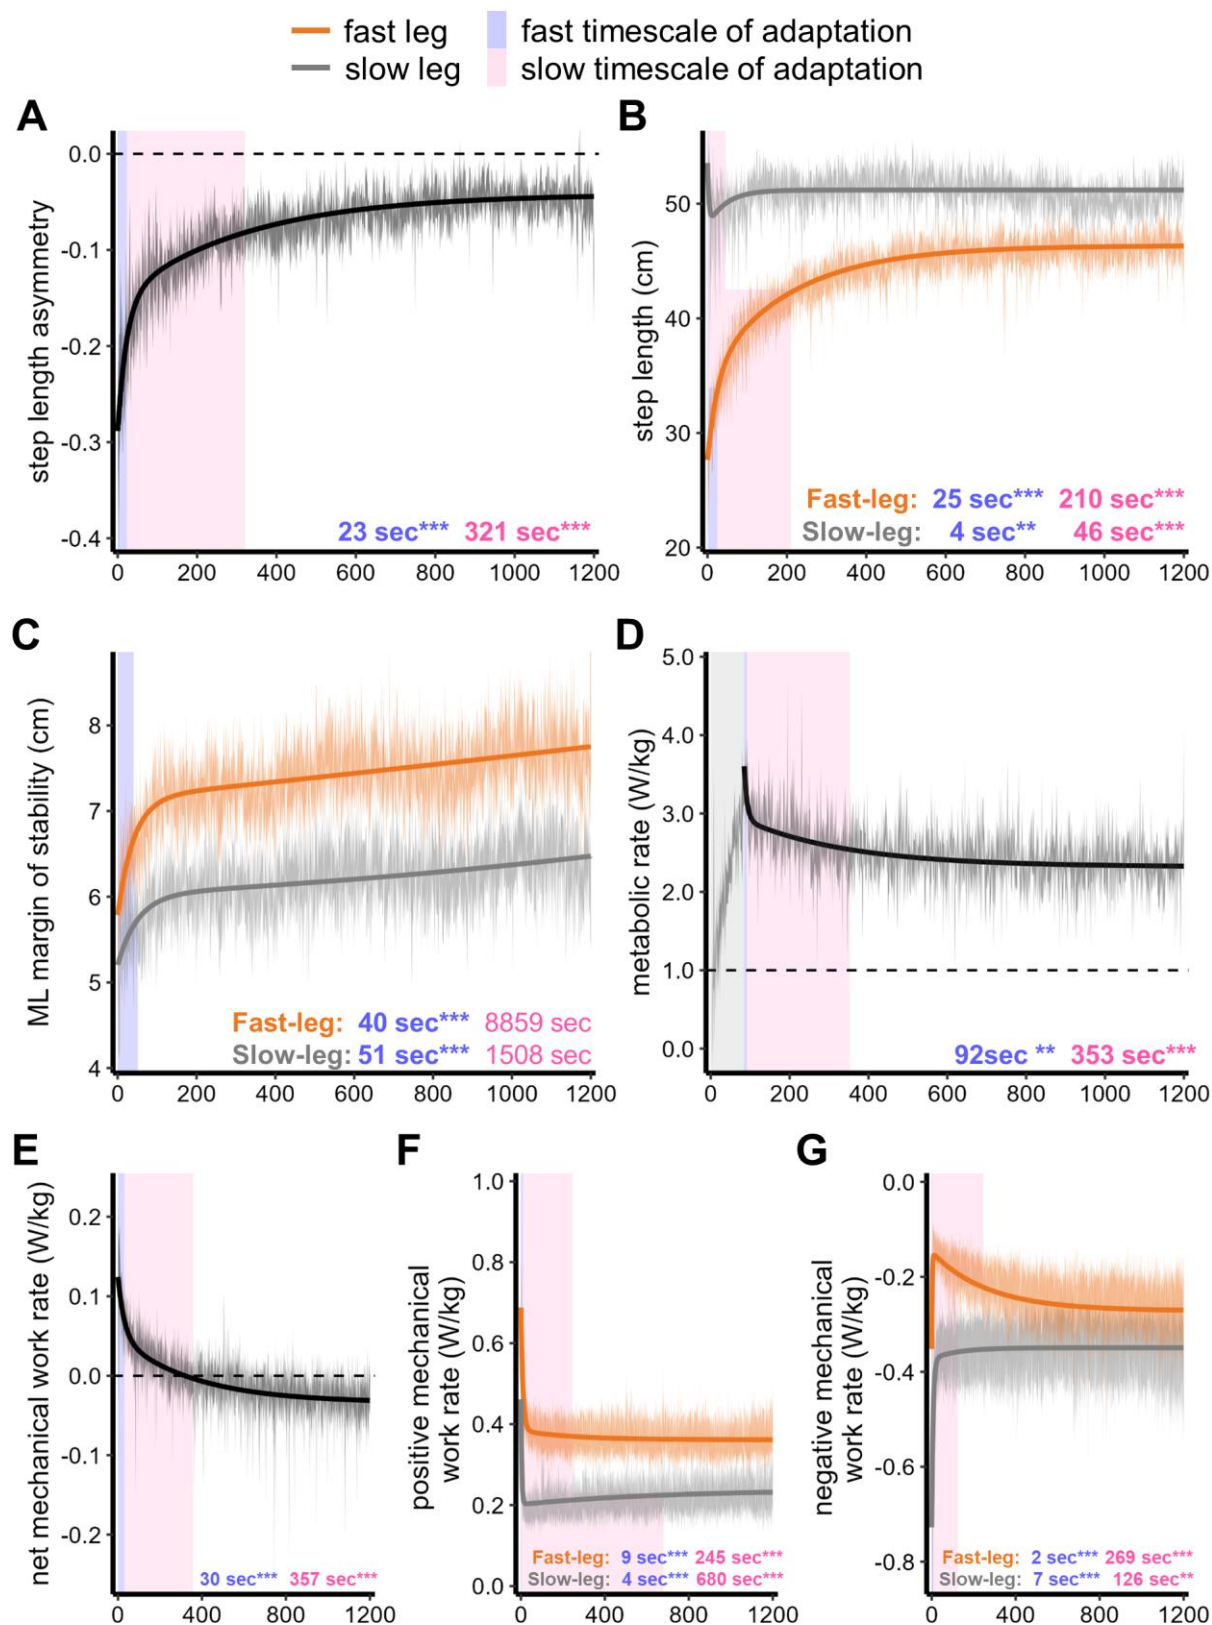 fast leg
fast timescale of adaptation
slow leg
slow timescale of adaptation
A
step length asymmetry
0.0
-0.1
-0.2
-0.3
-0.4
23 sec*** 321 sec***
0 200 400 600 800 1000 1200
B
step length (cm)
50
40
30
20
Fast-leg: 25 sec*** 210 sec***
Slow-leg: 4 sec** 46 sec***
0 200 400 600 800 1000 1200
C
ML margin of stability (cm)
8
7
6
5
4
Fast-leg: 40 sec*** 8859 sec
Slow-leg: 51 sec*** 1508 sec
0 200 400 600 800 1000 1200
D
metabolic rate (W/kg)
5.0
4.0
3.0
2.0
1.0
0.0
92sec ** 353 sec***
0 200 400 600 800 1000 1200
E
net mechanical work rate (W/kg)
0.2
0.1
0.0
-0.1
-0.2
30 sec*** 357 sec***
0 400 800 1200
F
positive mechanical
work rate (W/kg)
1.0
0.8
0.6
0.4
0.2
0.0
Fast-leg: 9 sec*** 245 sec***
Slow-leg: 4 sec*** 680 sec***
0 400 800 1200
G
negative mechanical
work rate (W/kg)
0.0
-0.2
-0.4
-0.6
-0.8
Fast-leg: 2 sec*** 269 sec***
Slow-leg: 7 sec*** 126 sec**
0 400 800 1200